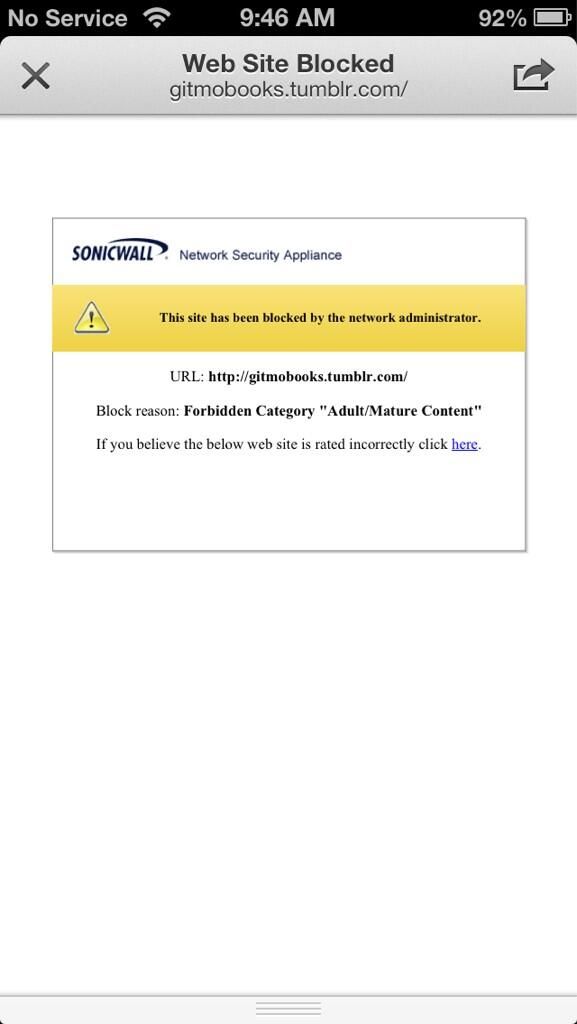 No Service 9:46 AM 92%
Web Site Blocked
gitmobooks.tumblr.com/
SONICWALL Network Security Appliance
This site has been blocked by the network administrator.
URL: http://gitmobooks.tumblr.com/
Block reason: Forbidden Category "Adult/Mature Content"
If you believe the below web site is rated incorrectly click here.